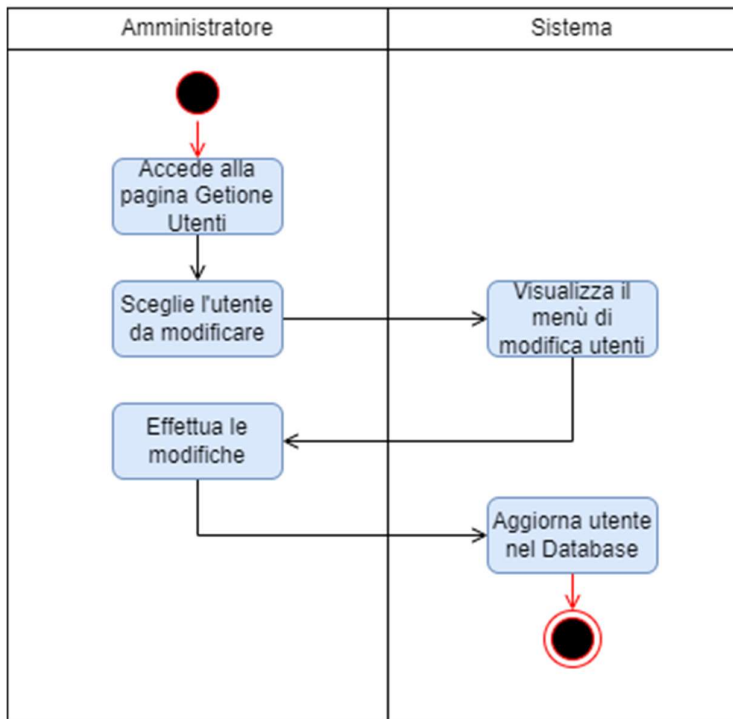 Amministratore
Sistema
Accede alla
pagina Getione
Utenti
Sceglie l'utente
da modificare
Visualizza il
menù di
modifica utenti
Effettua le
modifiche
Aggiorna utente
nel Database